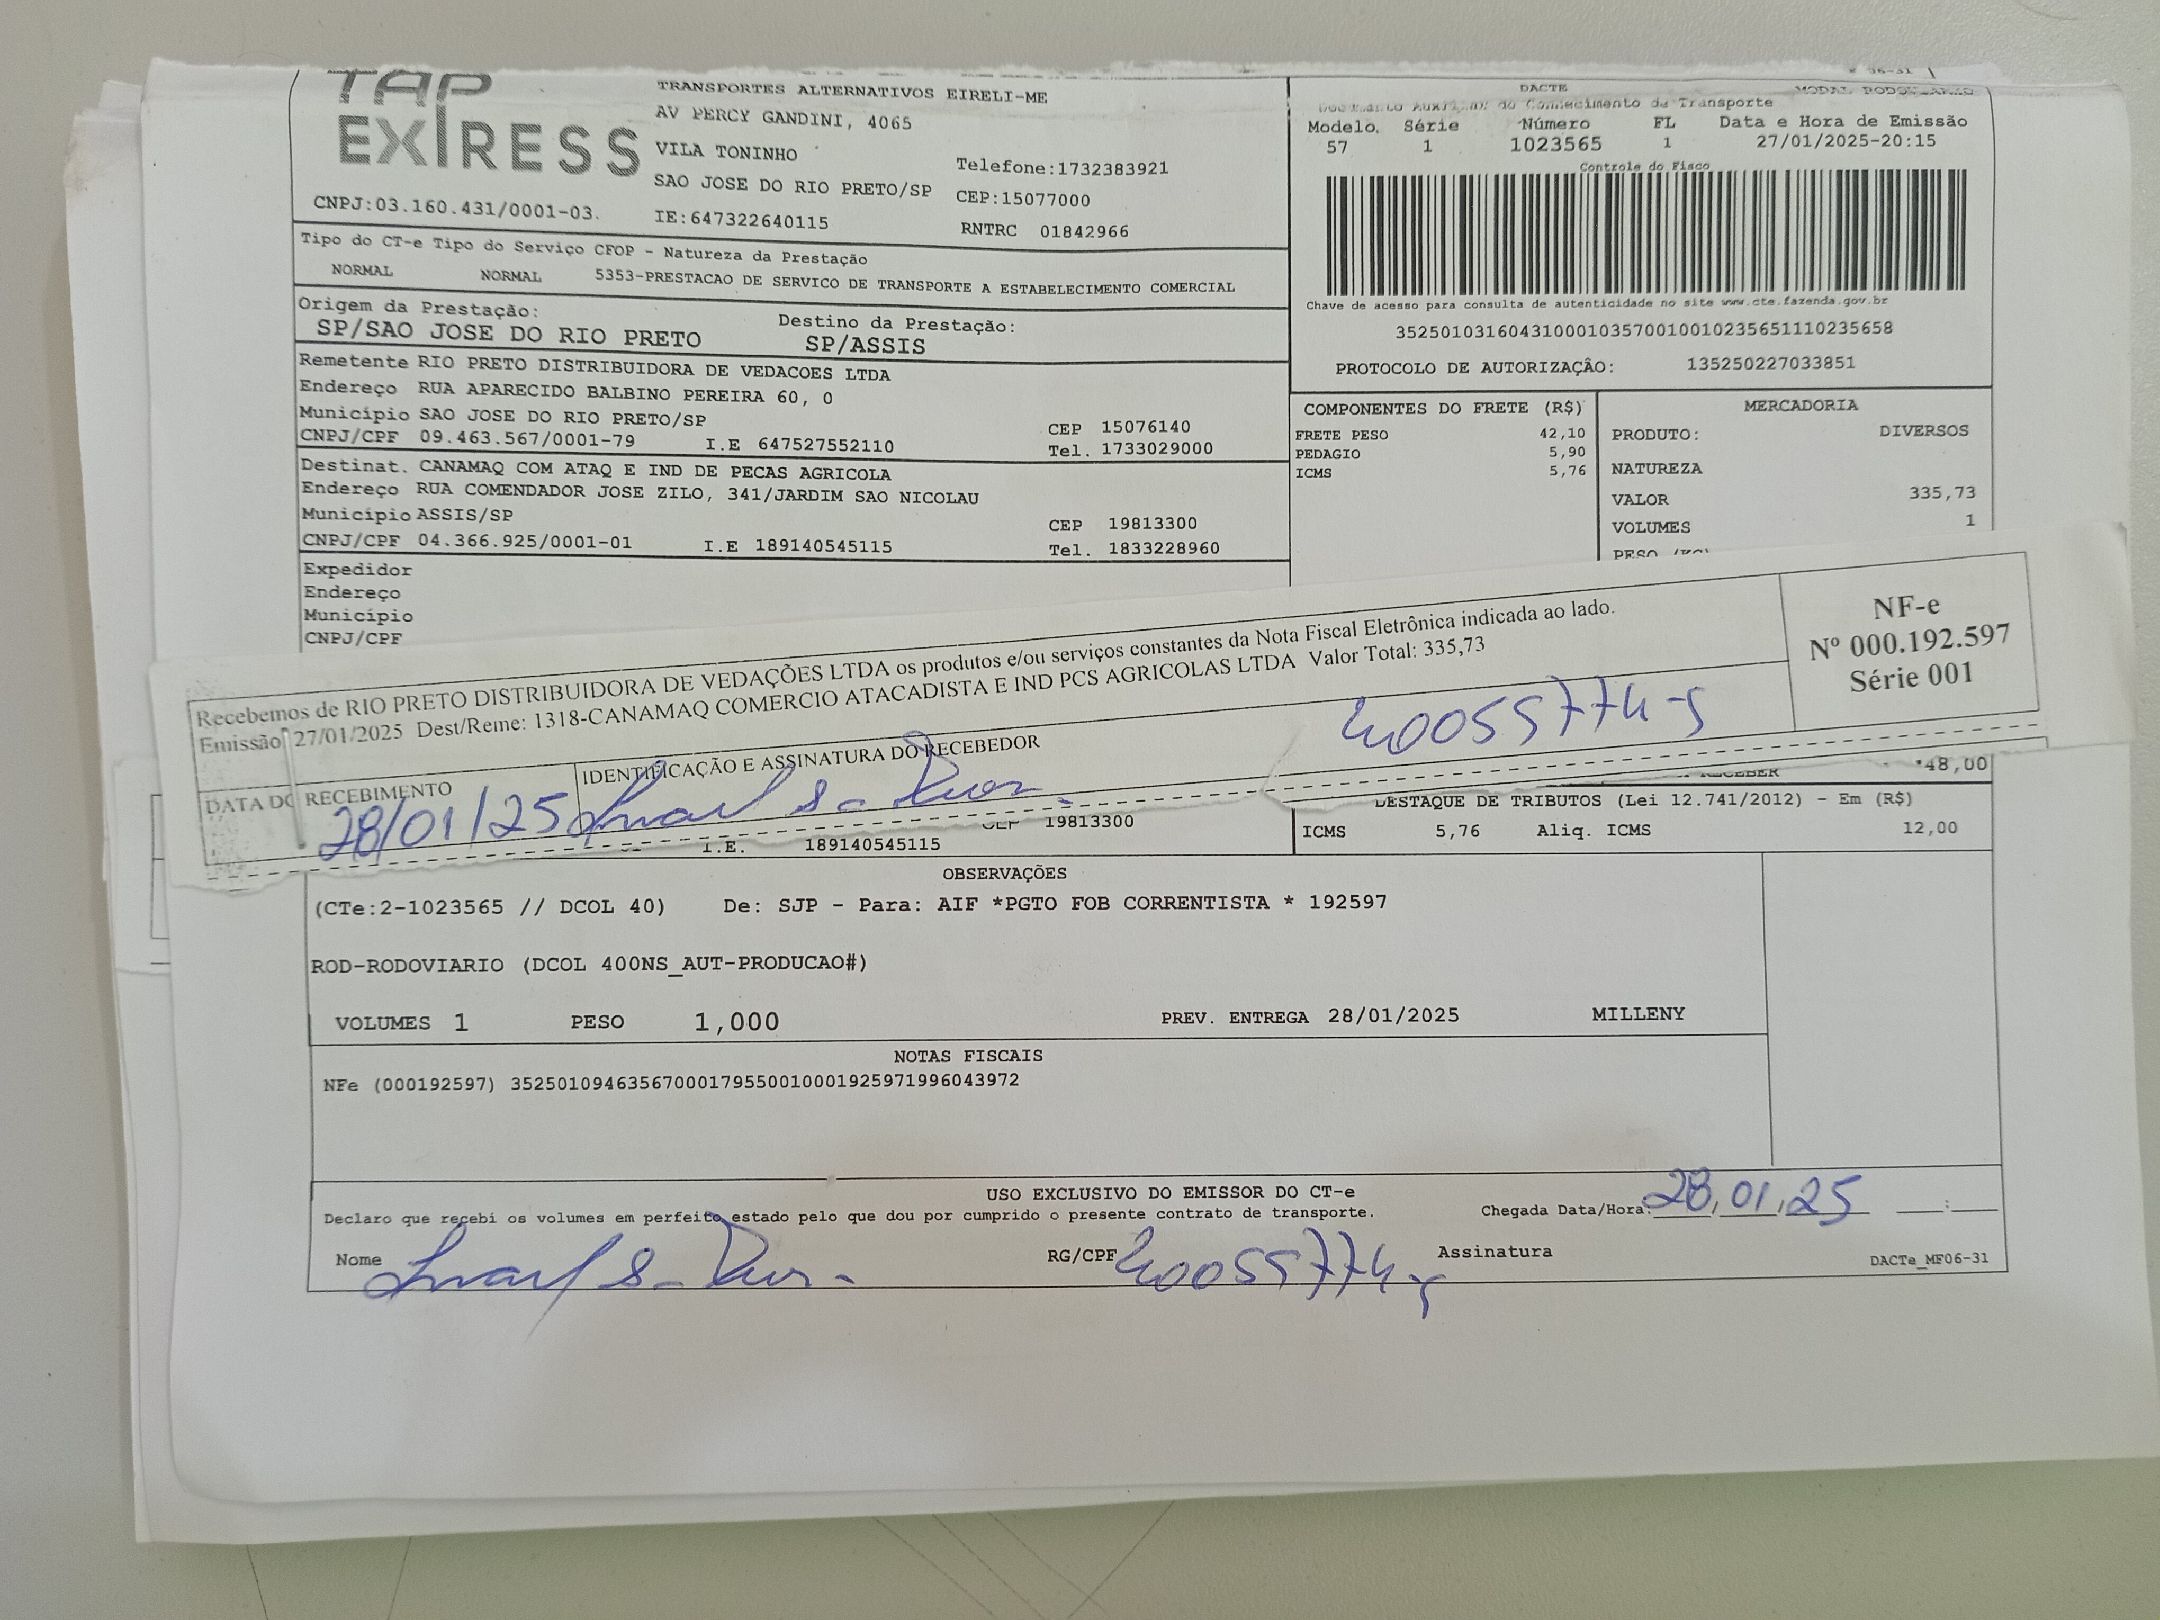 TAP
EXPRESS
CNPJ:03.160.431/0001-03.
TRANSPORTES ALTERNATIVOS EIRELI-ME
AV PERCY GANDINI, 4065
VILA TONINHO
SAO JOSE DO RIO PRETO/SP
IE:647322640115
Telefone:1732383921
CEP:15077000
RNTRC 01842966
DACTE
MODAL RODOVIARIO
Documento Auxiliar do Conhecimento de Transporte
Modelo. Série Número FL Data e Hora de Emissão
57 1 1023565 1 27/01/2025-20:15
Controle do Fisco
Chave de acesso para consulta de autenticidade no site www.cte.fazenda.gov.br
35250103160431000103570010010235651110235658
PROTOCOLO DE AUTORIZAÇÂO: 135250227033851
Tipo do CT-e Tipo do Serviço CFOP - Natureza da Prestação
NORMAL NORMAL 5353-PRESTACAO DE SERVICO DE TRANSPORTE A ESTABELECIMENTO COMERCIAL
Origem da Prestação: Destino da Prestação:
SP/SAO JOSE DO RIO PRETO SP/ASSIS
Remetente RIO PRETO DISTRIBUIDORA DE VEDACOES LTDA
Endereço RUA APARECIDO BALBINO PEREIRA 60, 0
Município SAO JOSE DO RIO PRETO/SP CEP 15076140
CNPJ/CPF 09.463.567/0001-79 I.E 647527552110 Tel. 1733029000
Destinat. CANAMAQ COM ATAQ E IND DE PECAS AGRICOLA
Endereço RUA COMENDADOR JOSE ZILO, 341/JARDIM SAO NICOLAU
Município ASSIS/SP CEP 19813300
CNPJ/CPF 04.366.925/0001-01 I.E 189140545115 Tel. 1833228960
Expedidor
Endereço
Município
CNPJ/CPF
COMPONENTES DO FRETE (R$)
FRETE PESO 42,10
PEDAGIO 5,90
ICMS 5,76
MERCADORIA
PRODUTO: DIVERSOS
NATUREZA
VALOR 335,73
VOLUMES 1
Recebemos de RIO PRETO DISTRIBUIDORA DE VEDAÇÕES LTDA os produtos e/ou serviços constantes da Nota Fiscal Eletrônica indicada ao lado.
Emissão 27/01/2025 Dest/Reme: 1318-CANAMAQ COMERCIO ATACADISTA E IND PCS AGRICOLAS LTDA Valor Total: 335,73
NF-e
Nº 000.192.597
Série 001
DATA DO RECEBIMENTO IDENTIFICAÇÃO E ASSINATURA DO RECEBEDOR
28/01/25 40055774-5
RECEBER 48,00
CEP 19813300
I.E. 189140545115
DESTAQUE DE TRIBUTOS (Lei 12.741/2012) - Em (R$)
ICMS 5,76 Aliq. ICMS 12,00
OBSERVAÇÕES
(CTe:2-1023565 // DCOL 40) De: SJP - Para: AIF *PGTO FOB CORRENTISTA * 192597
ROD-RODOVIARIO (DCOL 400NS_AUT-PRODUCAO#)
VOLUMES 1 PESO 1,000 PREV. ENTREGA 28/01/2025 MILLENY
NOTAS FISCAIS
NFe (000192597) 35250109463567000179550010001925971996043972
USO EXCLUSIVO DO EMISSOR DO CT-e
Declaro que recebi os volumes em perfeito estado pelo que dou por cumprido o presente contrato de transporte.
Chegada Data/Hora: 28,01,25
Nome RG/CPF 40055774-5 Assinatura
DACTe_MF06-31